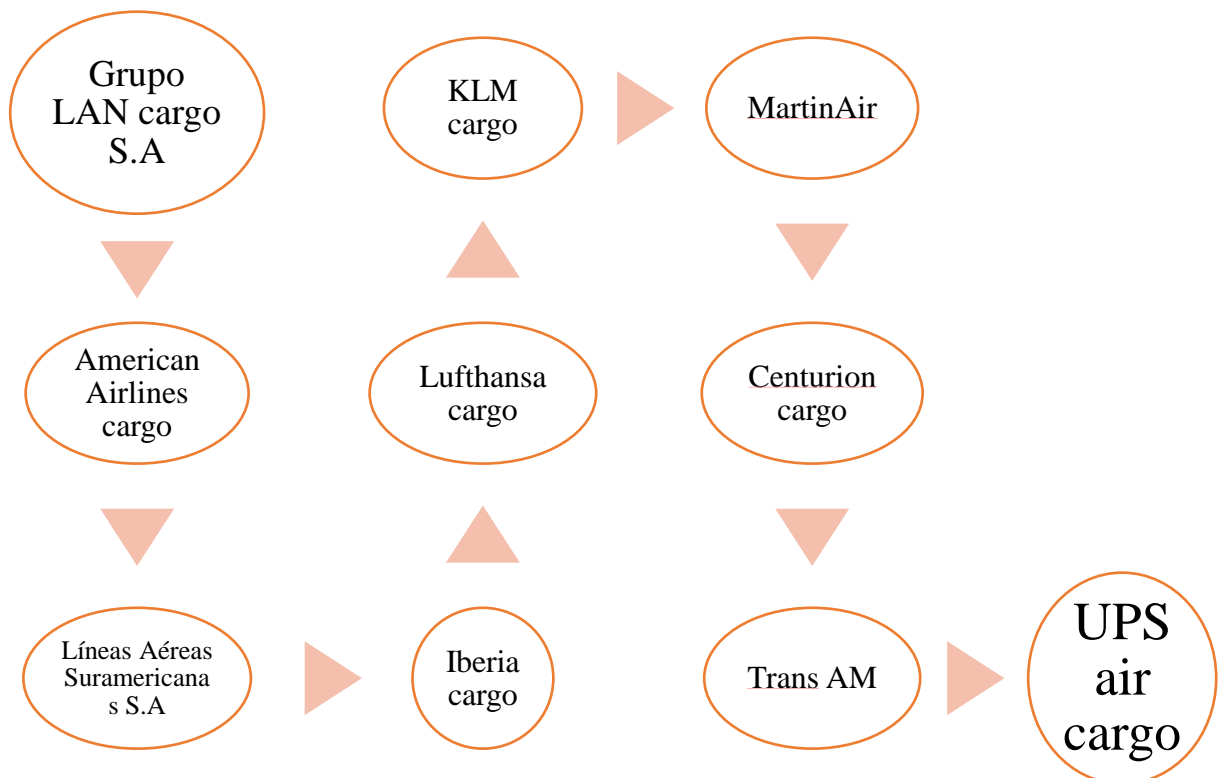 Grupo
LAN cargo
S.A
American
Airlines
cargo
Líneas Aéreas
Suramericana
s S.A
Iberia
cargo
Lufthansa
cargo
KLM
cargo
MartinAir
Centurion
cargo
Trans AM
UPS
air
cargo